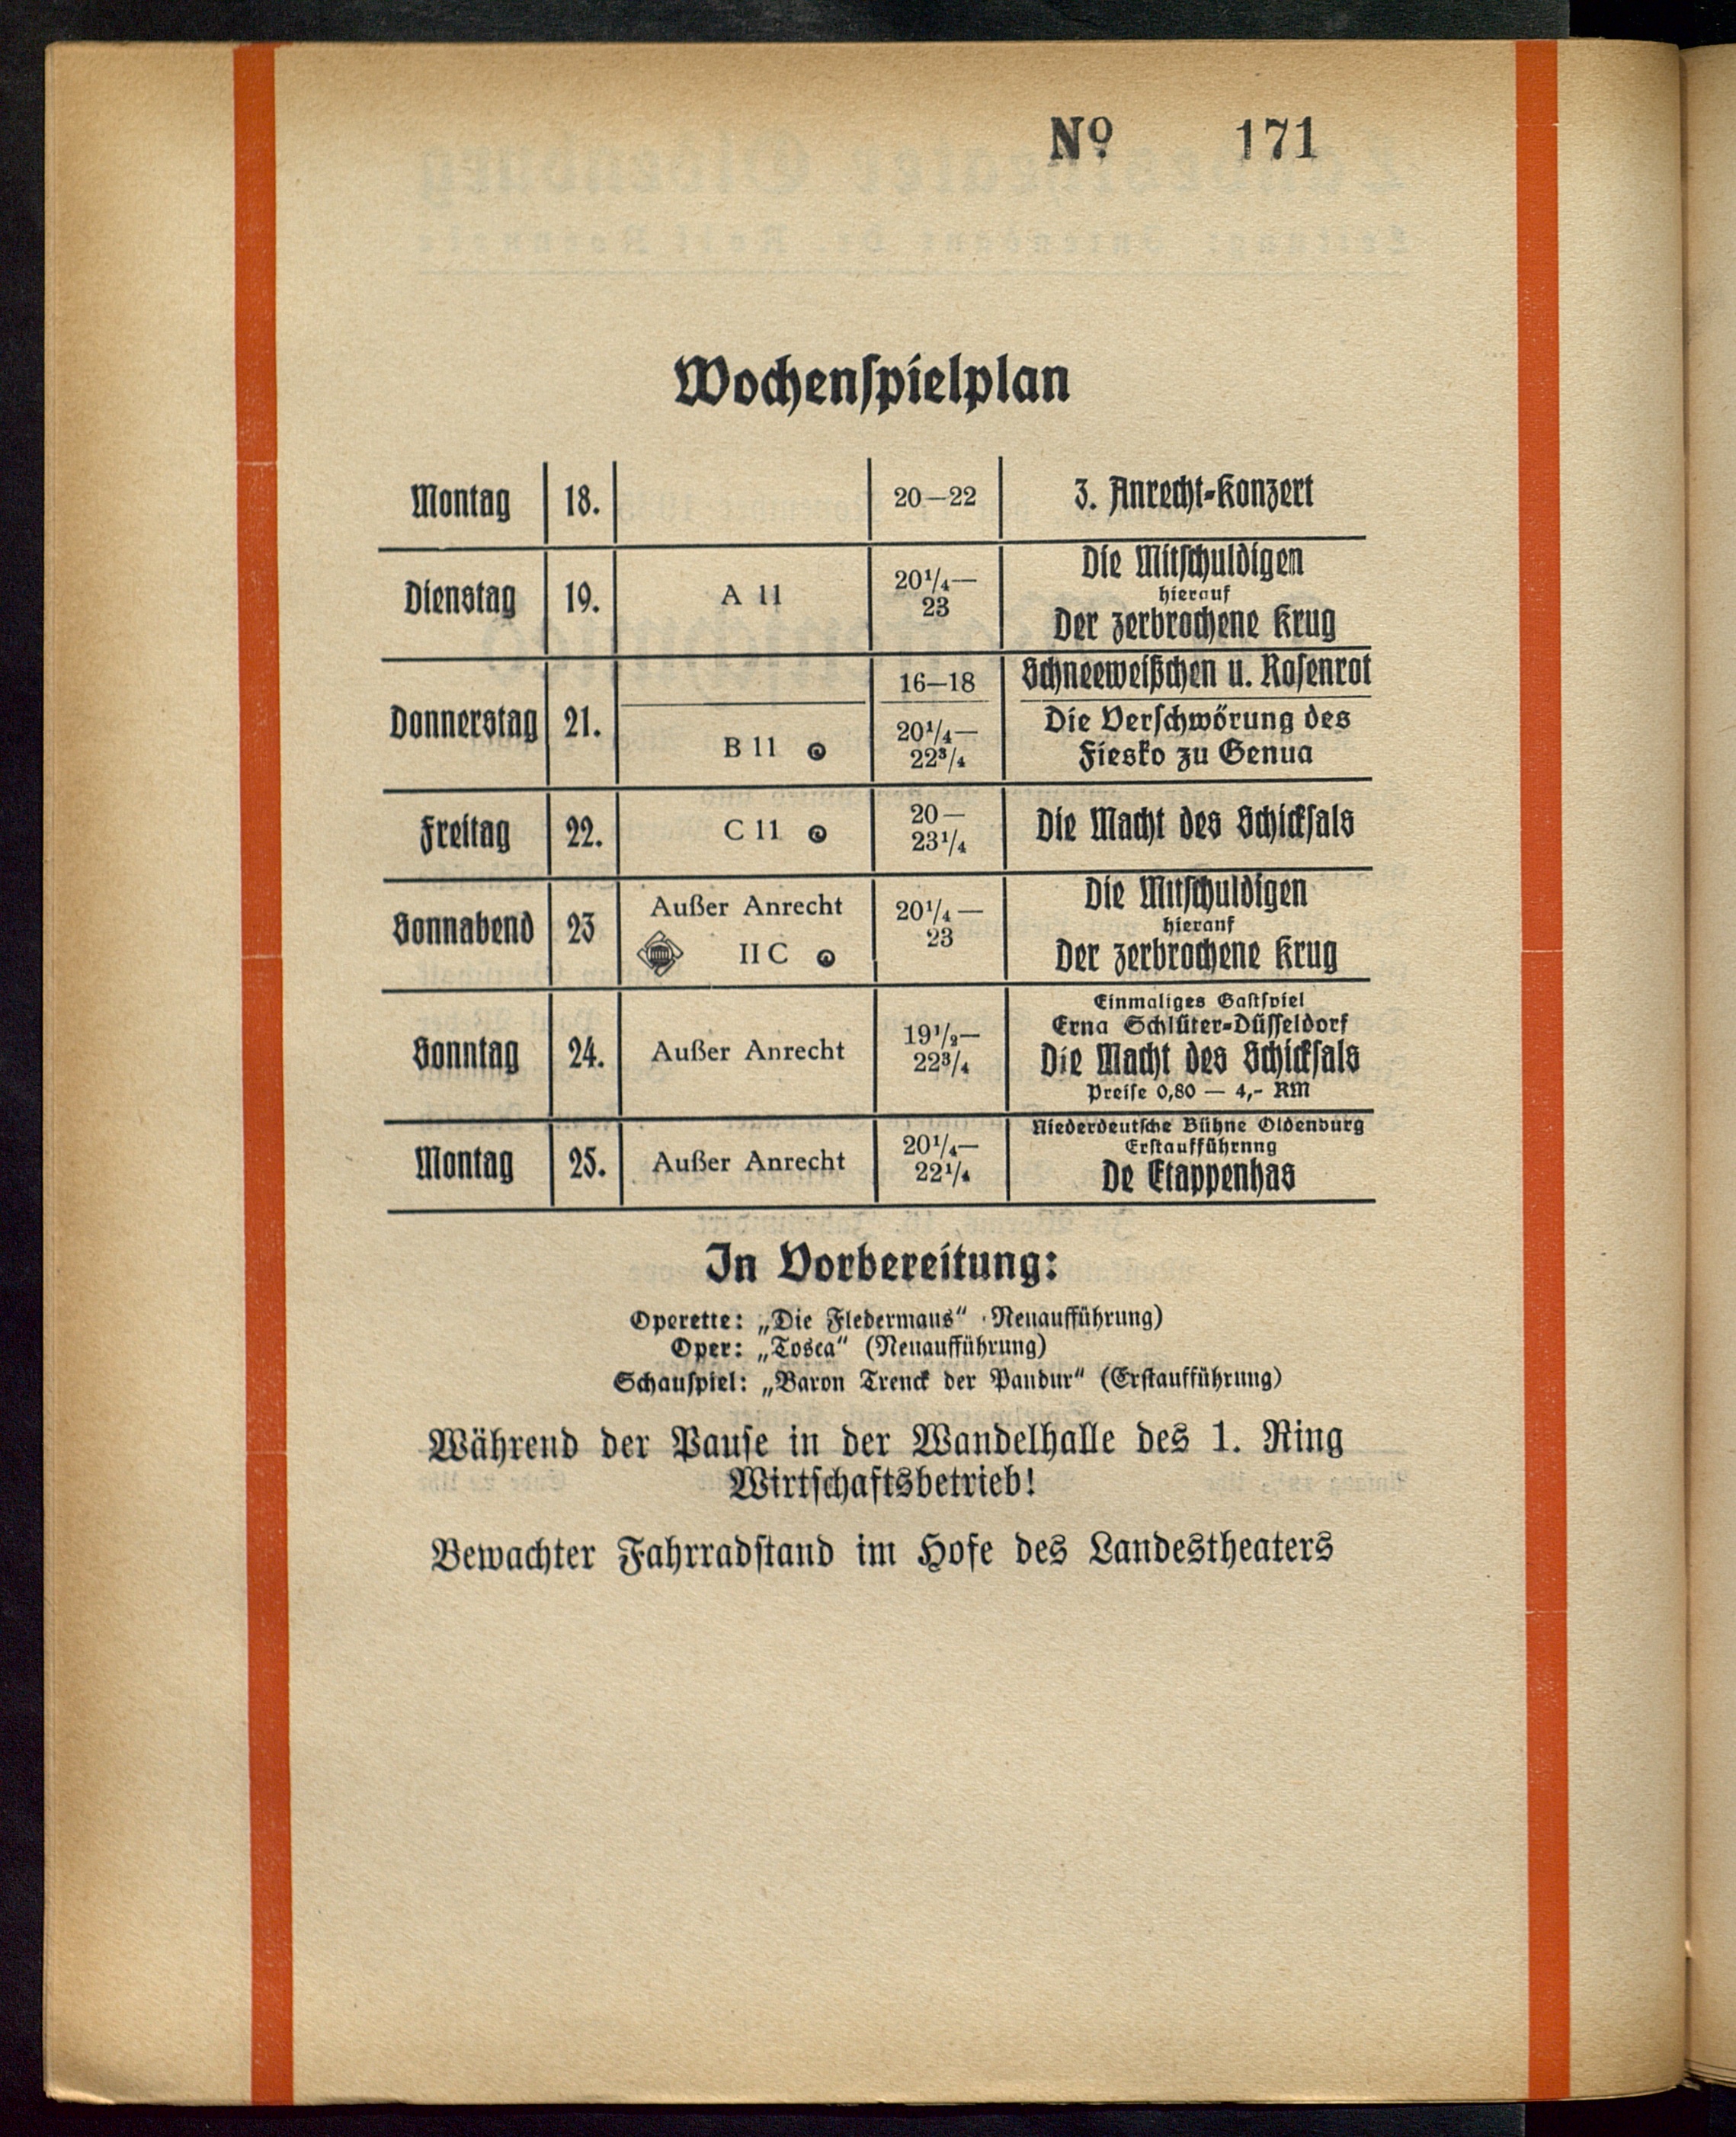 No 171
Wochenspielplan
Montag 18. 20—22 3. Anrecht-Konzert
Dienstag 19. A 11 20¹/₄— 23 Die Mitschuldigen
hierauf
Der zerbrochene Krug
Donnerstag 21. 16—18 Schneeweißchen u. Rosenrot
B 11 20¹/₄— 22³/₄ Die Verschwörung des
Fiesko zu Genua
Freitag 22. C 11 20— 23¹/₄ Die Macht des Schicksals
Sonnabend 23 Außer Anrecht 20¹/₄— 23 Die Mitschuldigen
hierauf
II C Der zerbrochene Krug
Sonntag 24. Außer Anrecht 19¹/₂— 22³/₄ Einmaliges Gastspiel
Erna Schlüter-Düsseldorf
Die Macht des Schicksals
Preise 0,80 — 4,- RM
Montag 25. Außer Anrecht 20¹/₄— 22¹/₄ Niederdeutsche Bühne Oldenburg
Erstaufführnng
De Etappenhas
In Vorbereitung:
Operette: „Die Fledermaus“ Neuaufführung)
Oper: „Tosca“ (Neuaufführung)
Schauspiel: „Baron Trenck der Pandur“ (Erstaufführung)
Während der Pause in der Wandelhalle des 1. Ring
Wirtschaftsbetrieb!
Bewachter Fahrradstand im Hofe des Landestheaters